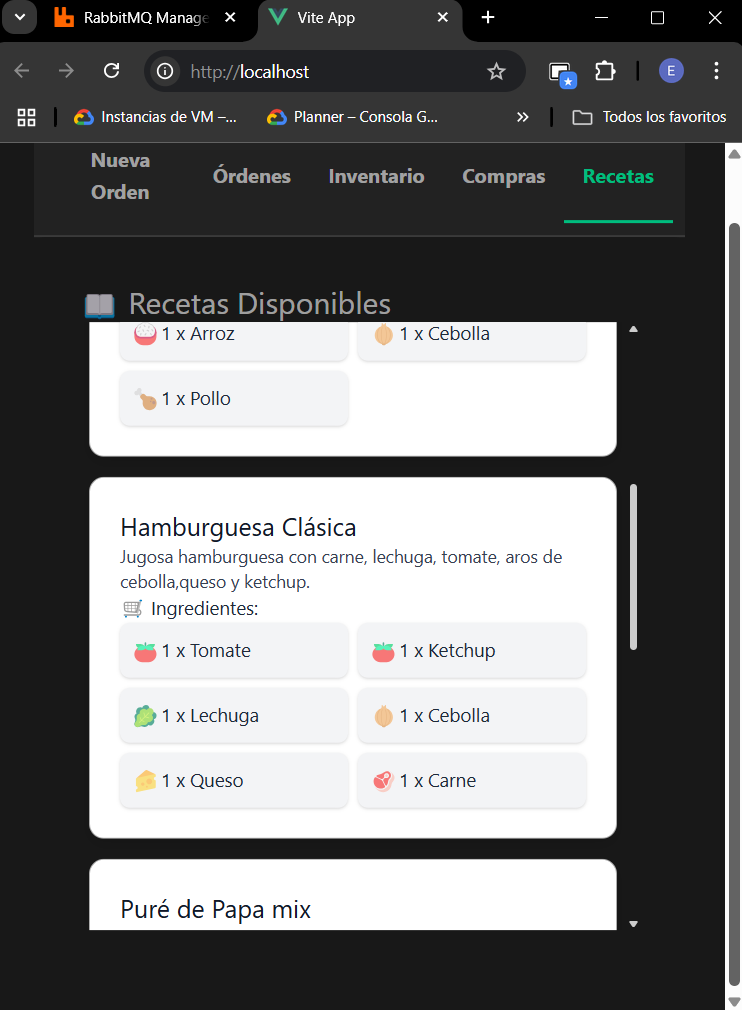 RabbitMQ Manage
Vite App
http://localhost
E
Instancias de VM –...
Planner – Consola G...
Todos los favoritos
Nueva Orden
Órdenes
Inventario
Compras
Recetas
Recetas Disponibles
1 x Arroz
1 x Cebolla
1 x Pollo
Hamburguesa Clásica
Jugosa hamburguesa con carne, lechuga, tomate, aros de
cebolla,queso y ketchup.
Ingredientes:
1 x Tomate
1 x Ketchup
1 x Lechuga
1 x Cebolla
1 x Queso
1 x Carne
Puré de Papa mix